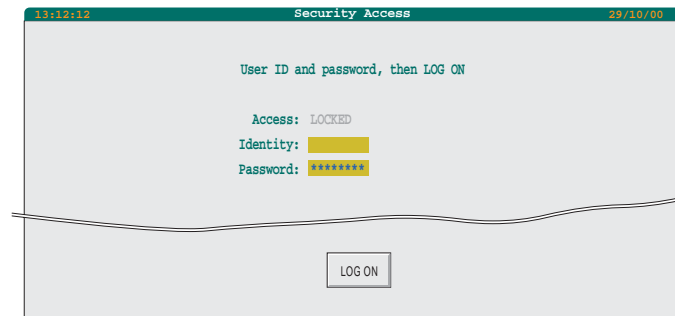 13:12:12 Security Access 29/10/00
User ID and password, then LOG ON
Access: LOCKED
Identity:
Password: ********
LOG ON